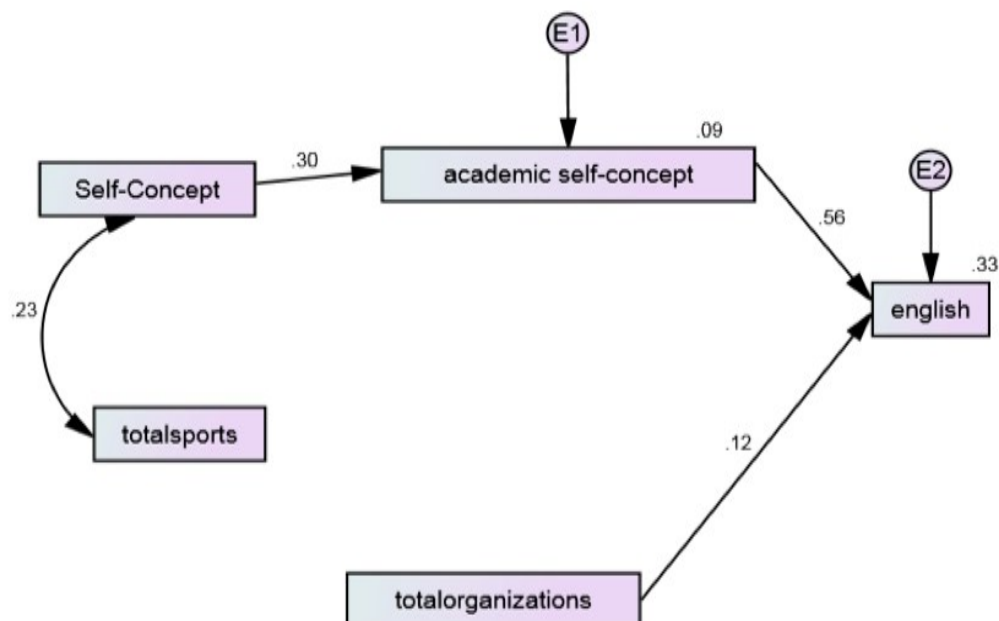 E1
.09
.30
academic self-concept
E2
Self-Concept
.56
.33
.23
english
totalsports
.12
totalorganizations